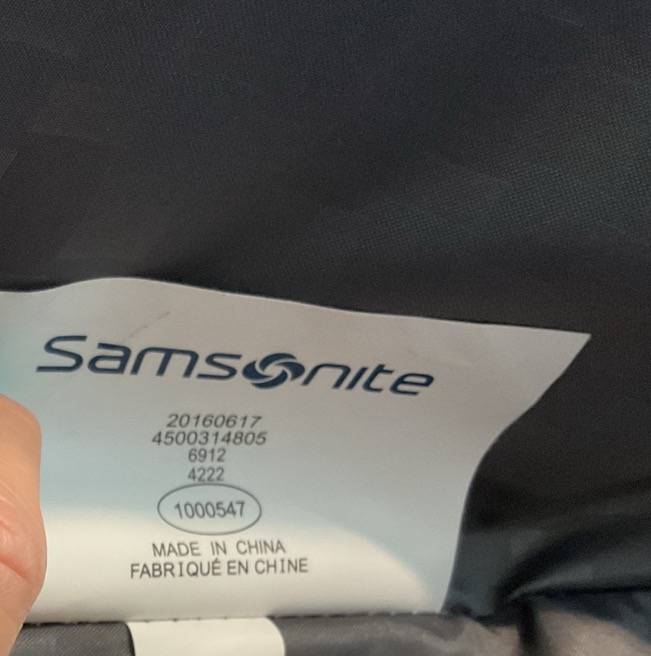 Samsonite
20160617
4500314805
6912
4222
1000547
MADE IN CHINA
FABRIQUÉ EN CHINE